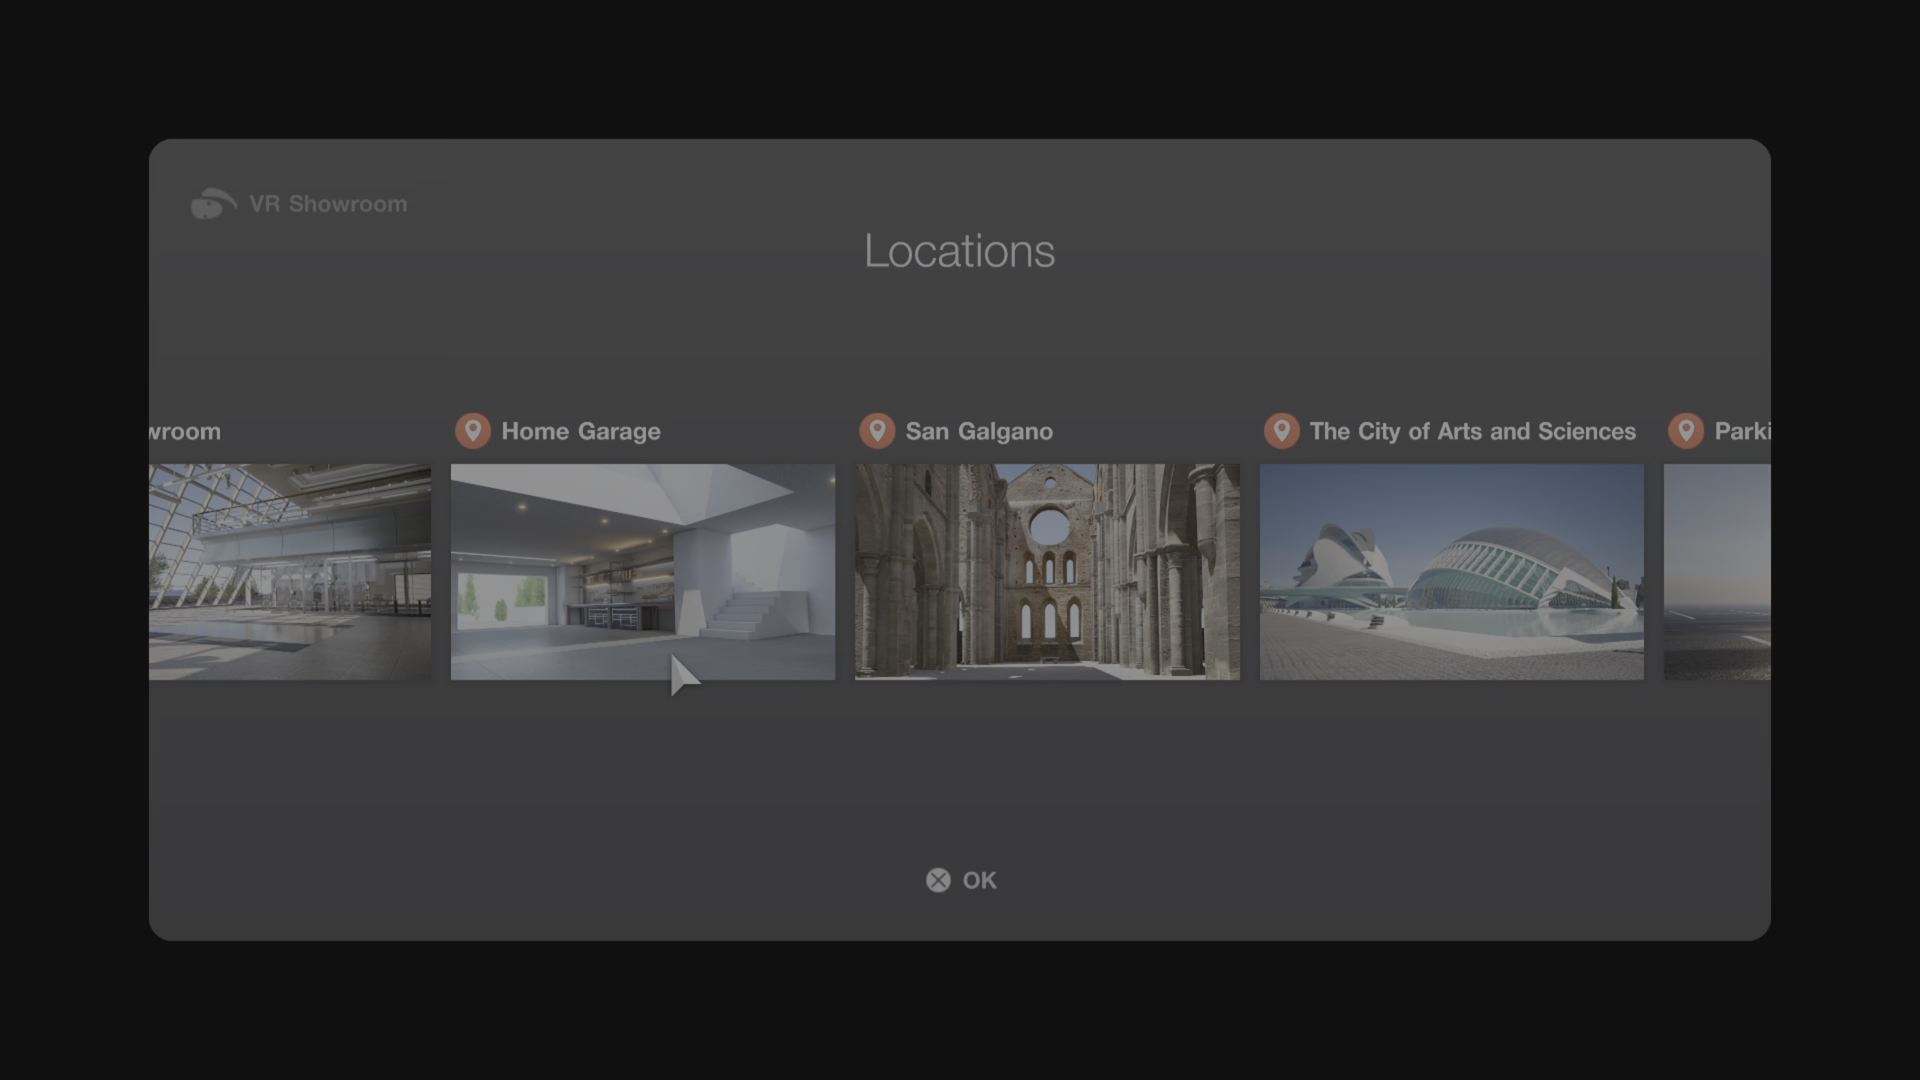 VR Showroom
Locations
wroom
Home Garage
San Galgano
The City of Arts and Sciences
Parki
OK